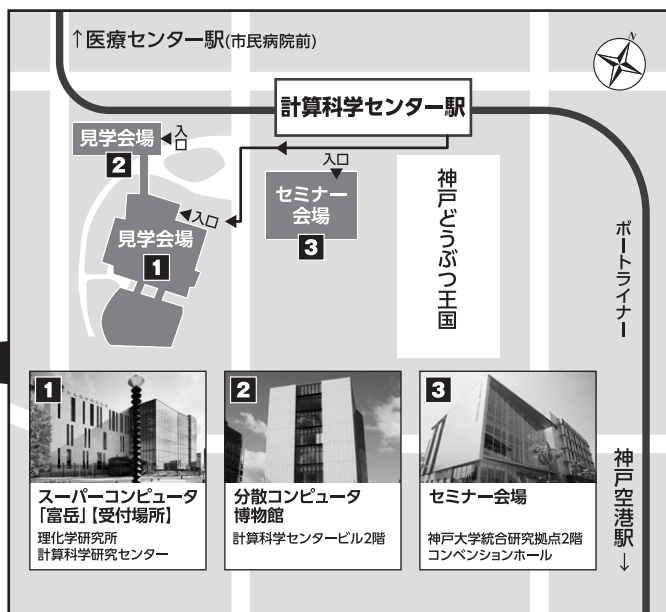 ↑医療センター駅(市民病院前)
N
計算科学センター駅
見学会場
2
入口
入口
見学会場
1
入口
セミナー
会場
3
神戸どうぶつ王国
ポートライナー
神戸空港駅→
1
スーパーコンピュータ
「富岳」【受付場所】
理化学研究所
計算科学研究センター
2
分散コンピュータ
博物館
計算科学センタービル2階
3
セミナー会場
神戸大学統合研究拠点2階
コンベンションホール